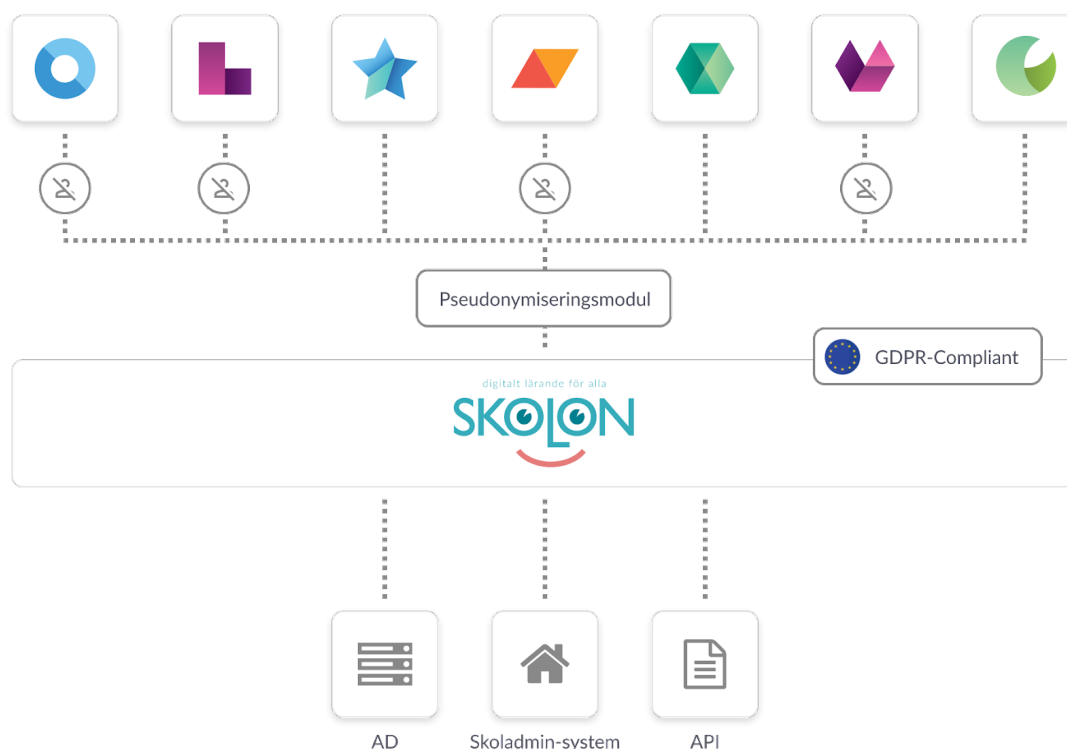 Pseudonymiseringsmodul
GDPR-Compliant
digitalt lärande för alla
SKOLON
AD
Skoladmin-system
API